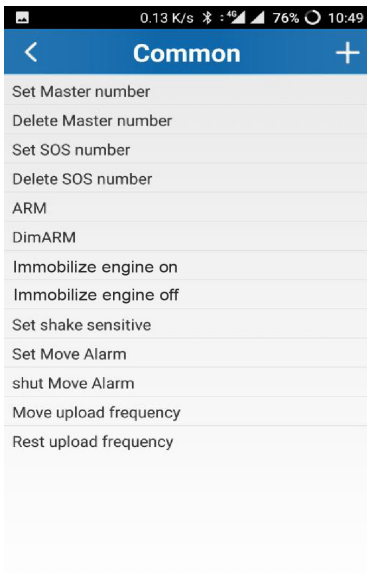 0.13 K/s 4G 76% 10:49
Common
Set Master number
Delete Master number
Set SOS number
Delete SOS number
ARM
DimARM
Immobilize engine on
Immobilize engine off
Set shake sensitive
Set Move Alarm
shut Move Alarm
Move upload frequency
Rest upload frequency